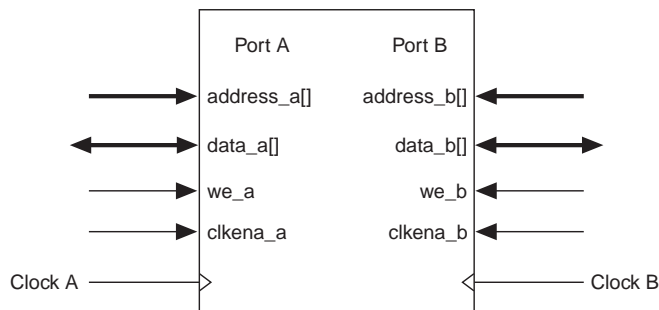 Port A Port B
address_a[] address_b[]
data_a[] data_b[]
we_a we_b
clkena_a clkena_b
Clock A Clock B